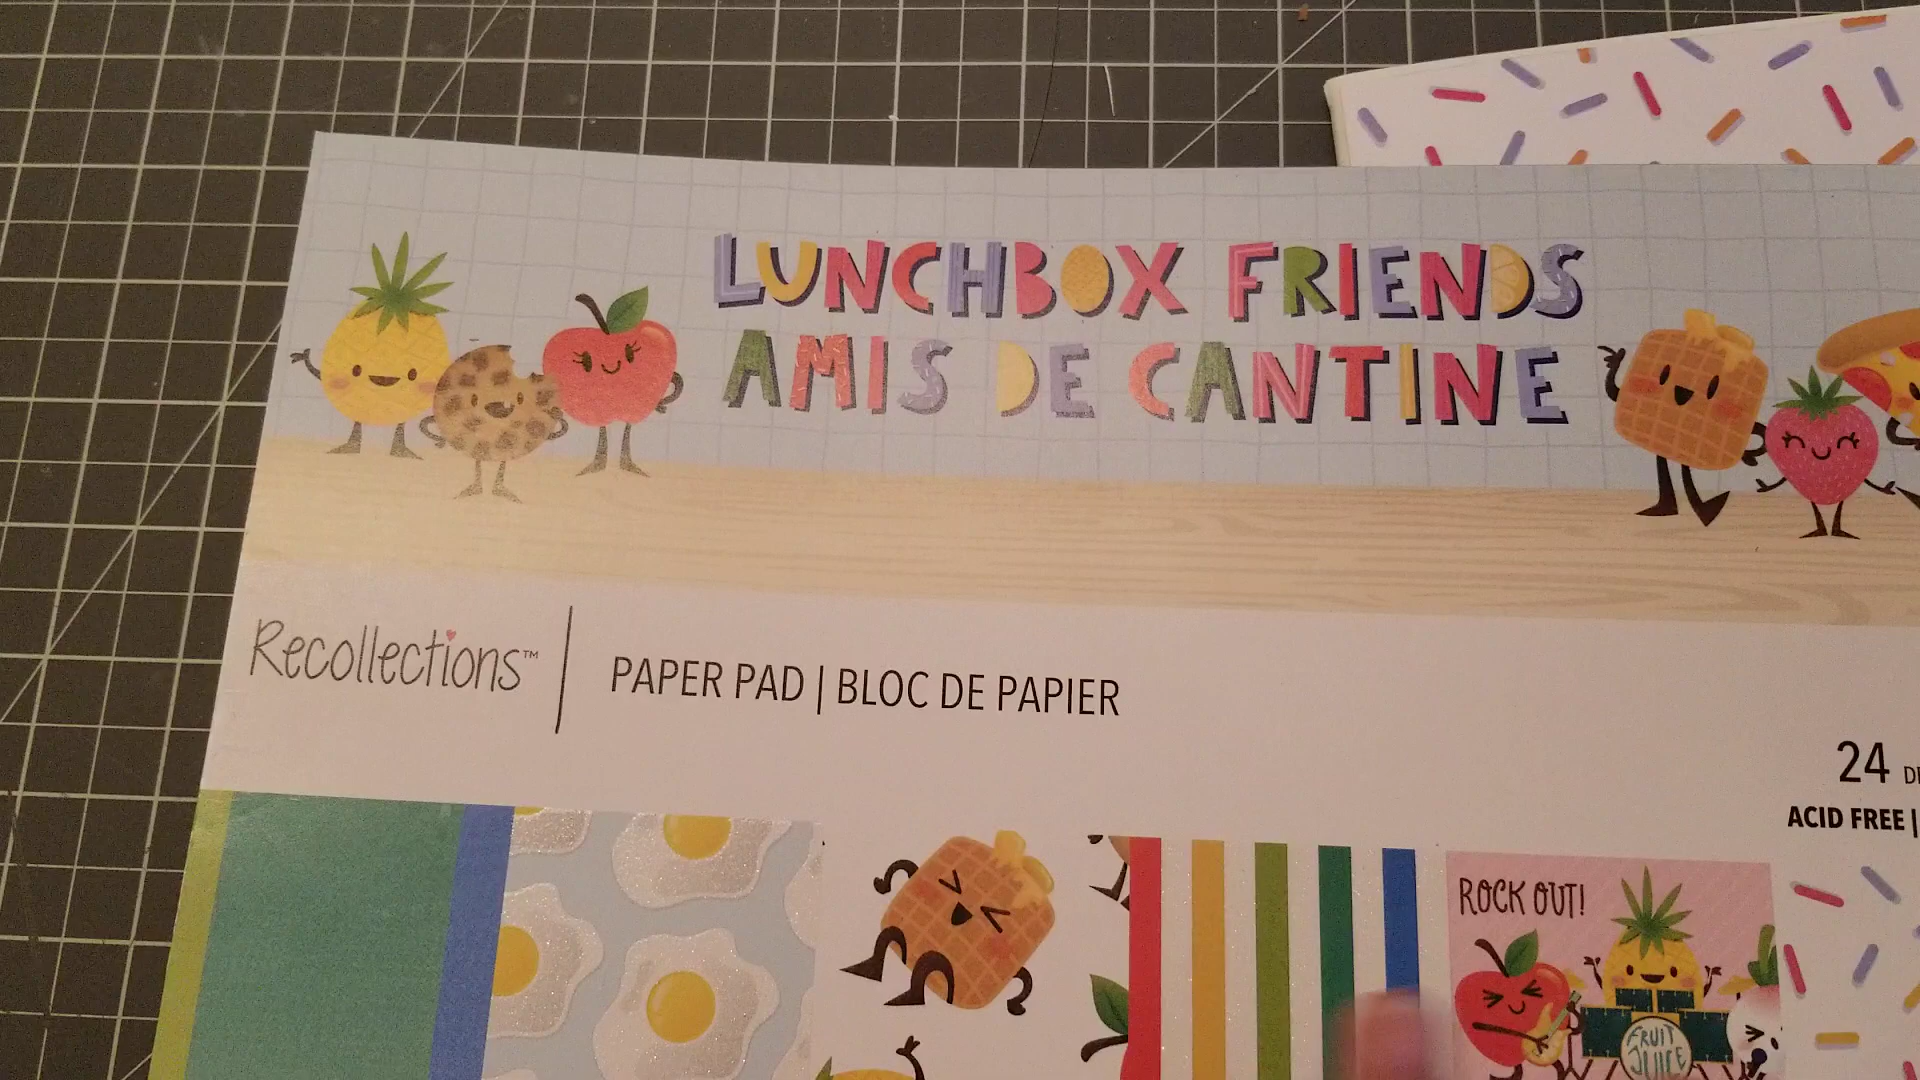 LUNCHBOX FRIENDS
AMIS DE CANTINE
Recollections™
PAPER PAD | BLOC DE PAPIER
24
ACID FREE |
ROCK OUT!
FRUIT
JUICE